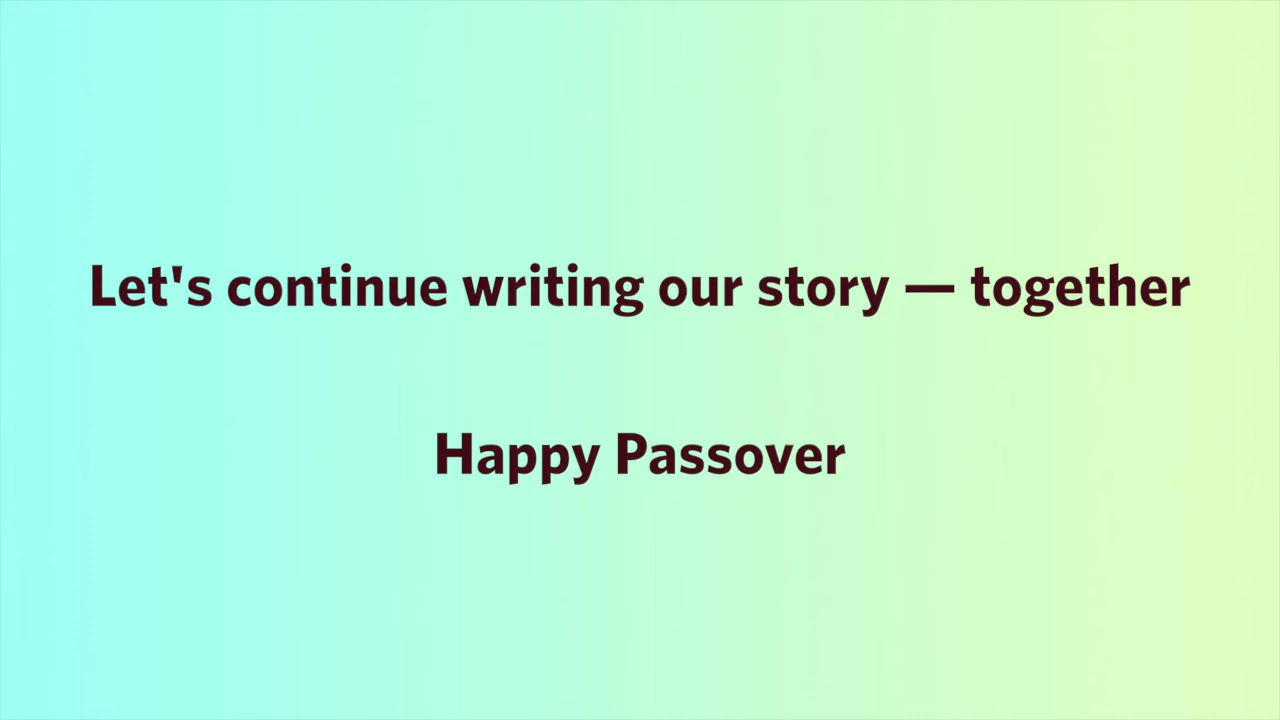 Let's continue writing our story — together
Happy Passover